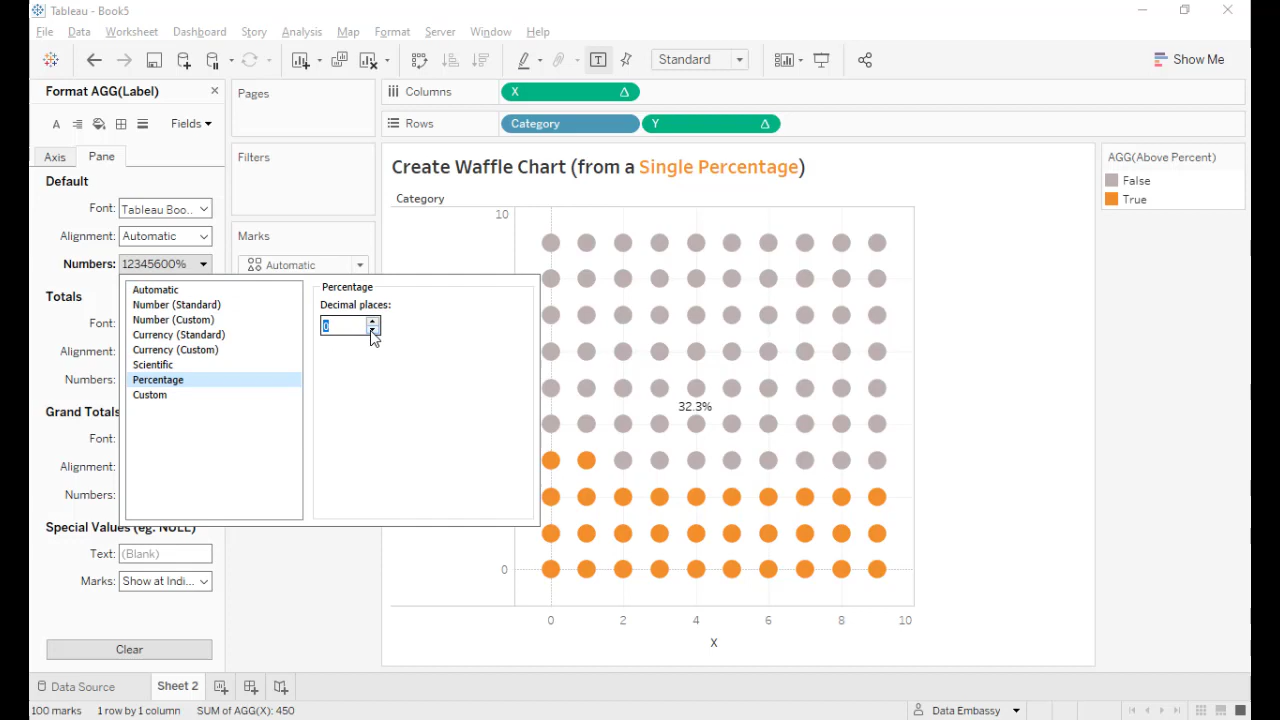 Tableau - Book5
File Data Worksheet Dashboard Story Analysis Map Format Server Window Help
Standard
Show Me
Format AGG(Label)
Fields
Axis Pane
Default
Font: Tableau Boo..
Alignment: Automatic
Numbers: 12345600%
Totals
Font:
Alignment:
Numbers:
Grand Totals
Font:
Alignment:
Numbers:
Special Values (eg. NULL)
Text: (Blank)
Marks: Show at Indi...
Clear
Automatic
Number (Standard)
Number (Custom)
Currency (Standard)
Currency (Custom)
Scientific
Percentage
Custom
Percentage
Decimal places:
0
Pages
Filters
Marks
Automatic
Columns X
Rows Category Y
Create Waffle Chart (from a Single Percentage)
Category
10
0
32.3%
0 2 4 6 8 10
X
AGG(Above Percent)
False
True
Data Source Sheet 2
100 marks 1 row by 1 column SUM of AGG(X): 450
Data Embassy